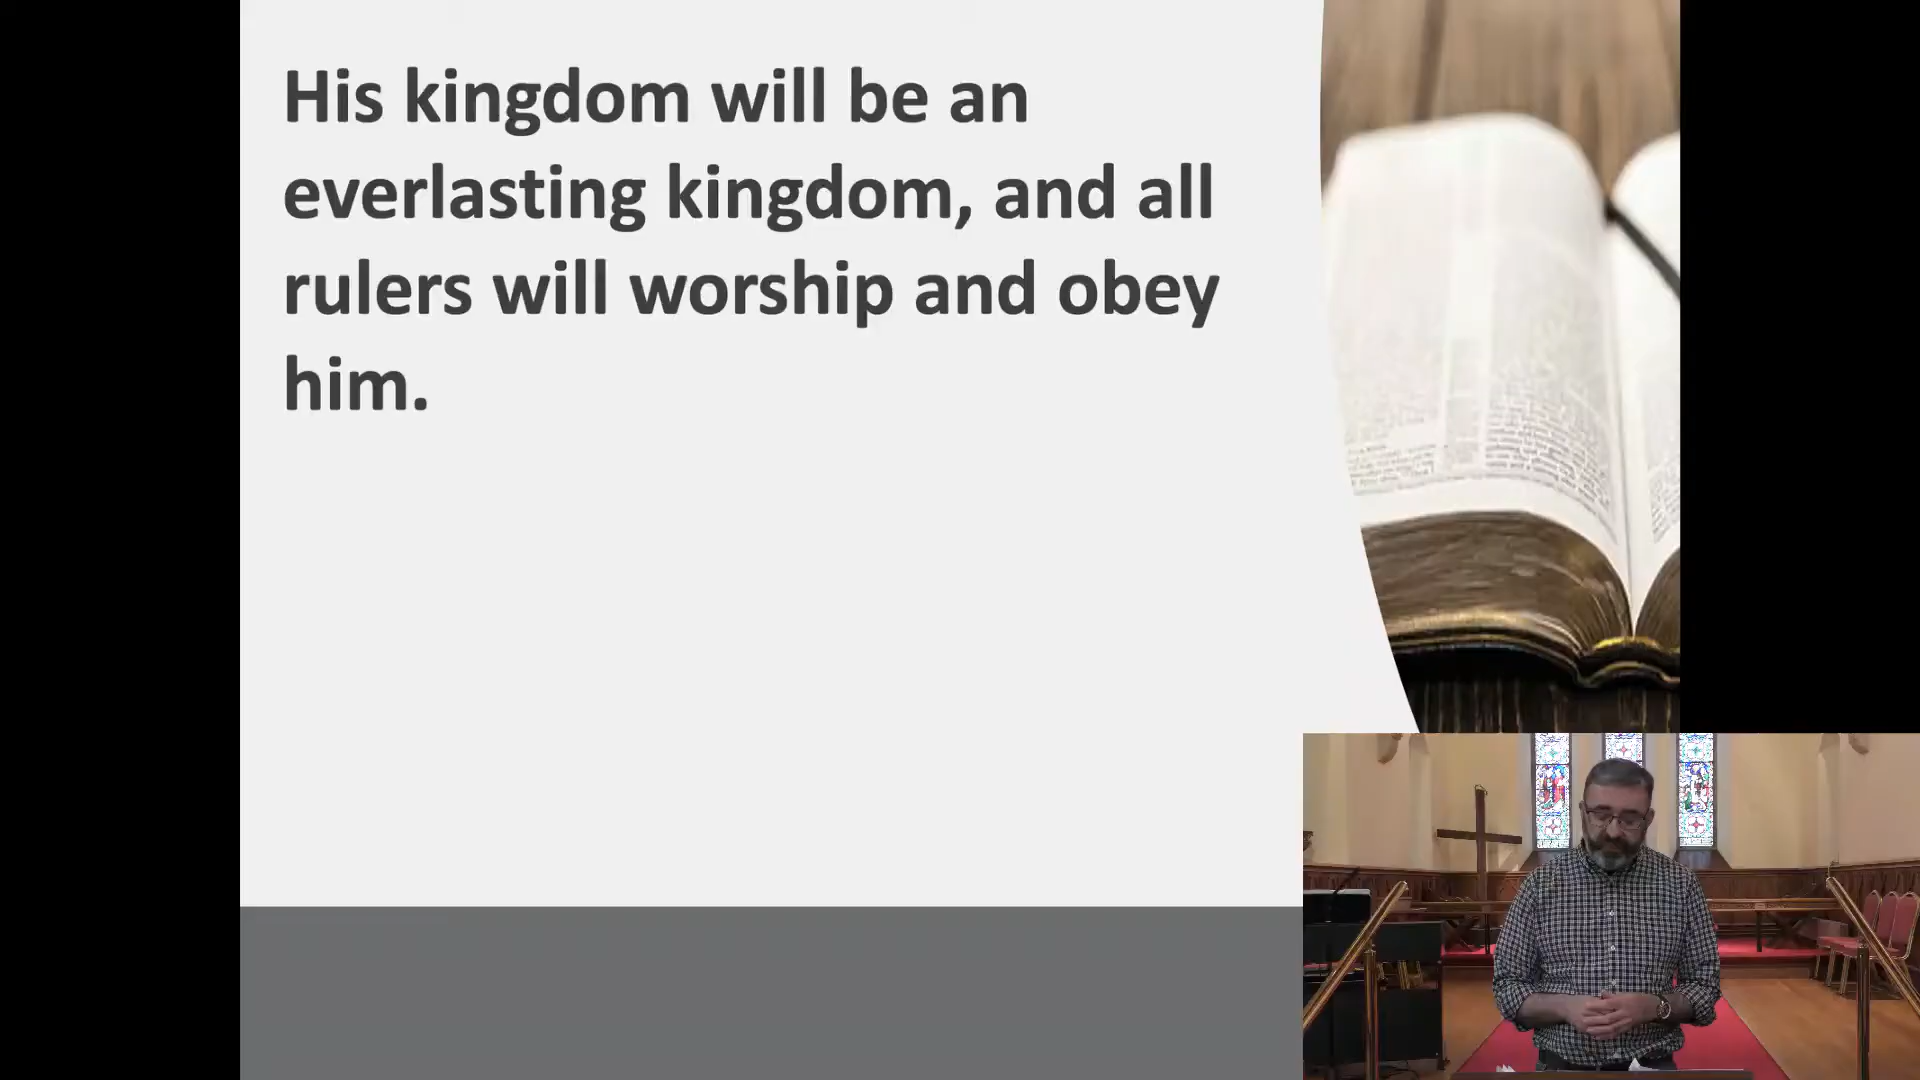 His kingdom will be an
everlasting kingdom, and all
rulers will worship and obey
him.